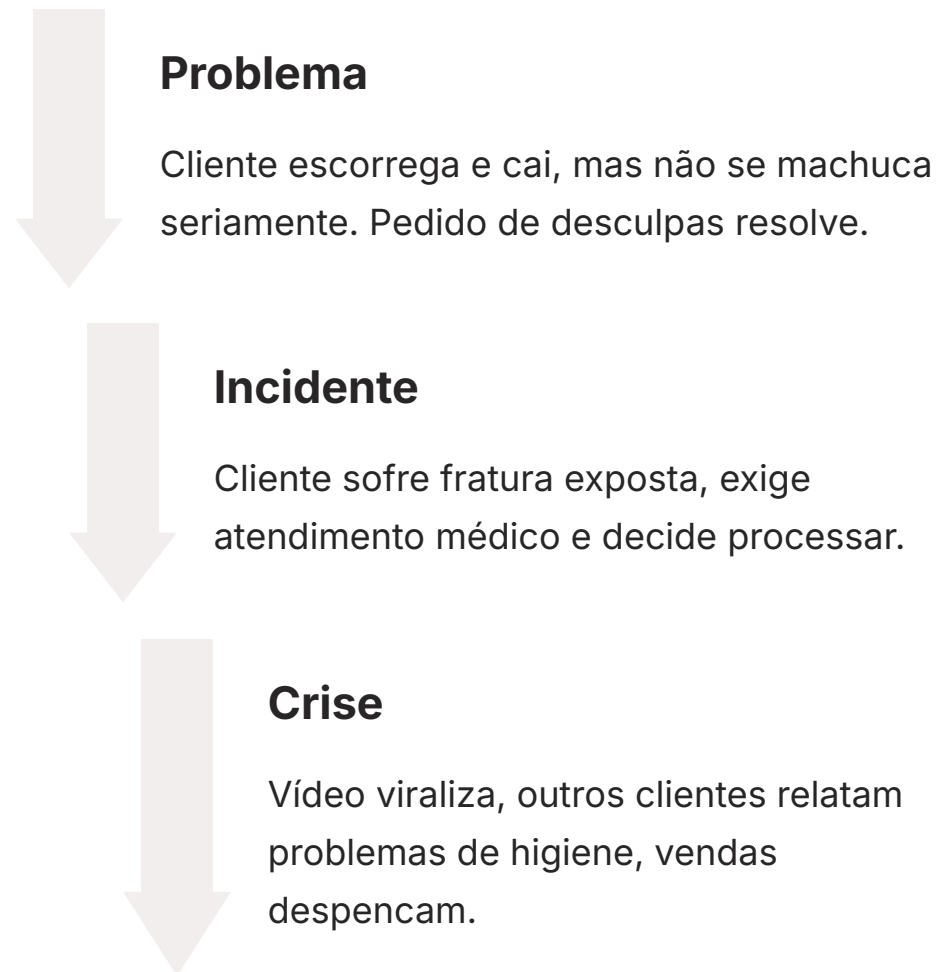 Problema
Cliente escorrega e cai, mas não se machuca
seriamente. Pedido de desculpas resolve.
Incidente
Cliente sofre fratura exposta, exige
atendimento médico e decide processar.
Crise
Vídeo viraliza, outros clientes relatam
problemas de higiene, vendas
despencam.